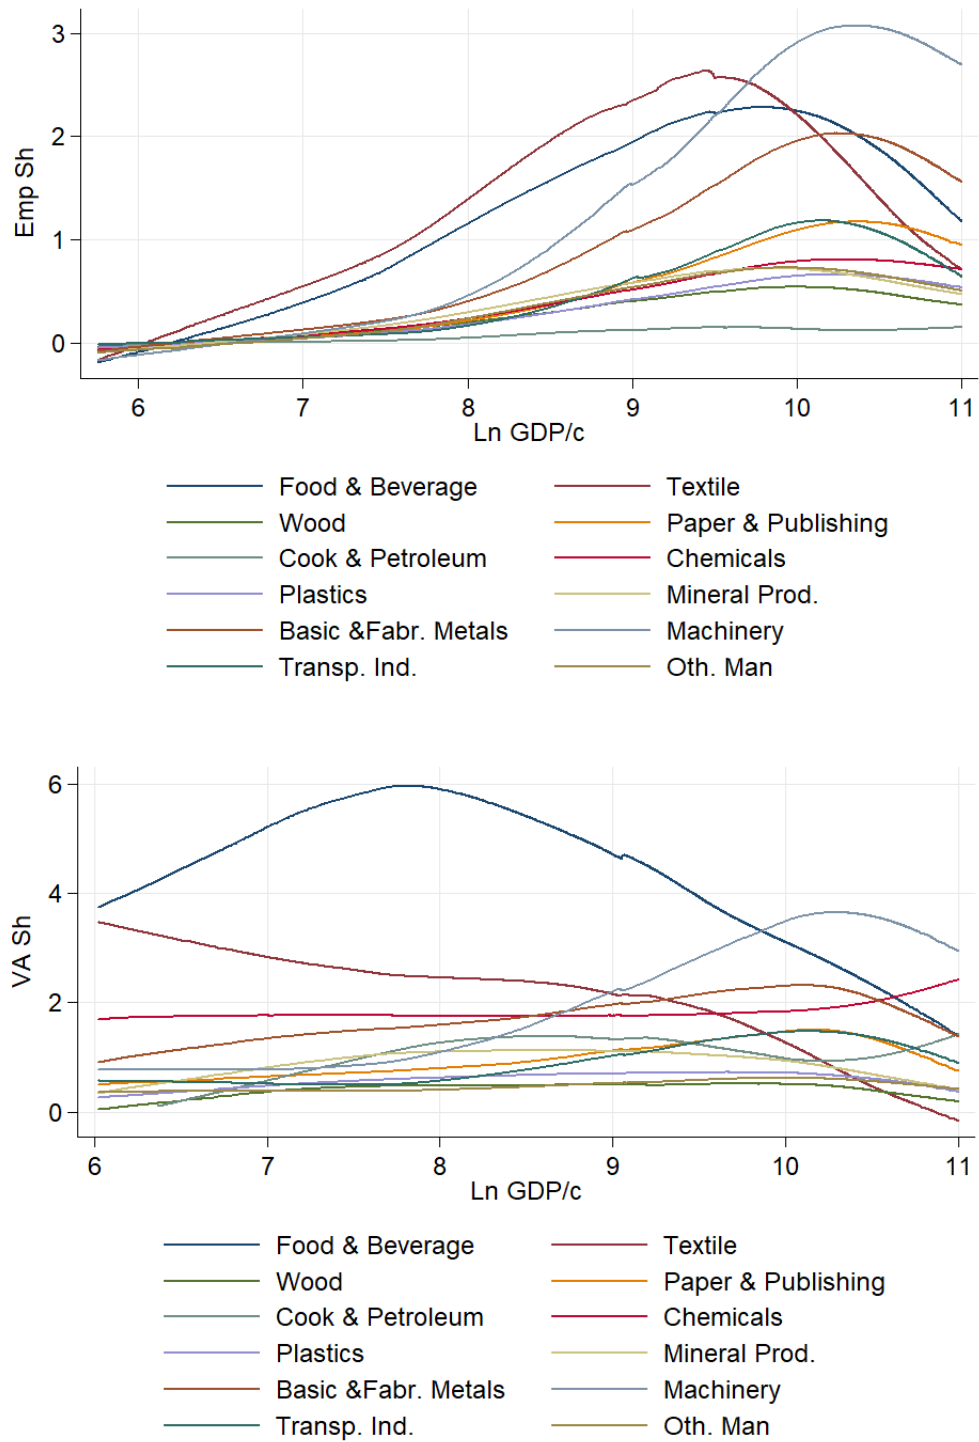 3
2
1
0
Emp Sh
6 7 8 9 10 11
Ln GDP/c
Food & Beverage Textile
Wood Paper & Publishing
Cook & Petroleum Chemicals
Plastics Mineral Prod.
Basic &Fabr. Metals Machinery
Transp. Ind. Oth. Man
6
4
2
0
VA Sh
6 7 8 9 10 11
Ln GDP/c
Food & Beverage Textile
Wood Paper & Publishing
Cook & Petroleum Chemicals
Plastics Mineral Prod.
Basic &Fabr. Metals Machinery
Transp. Ind. Oth. Man